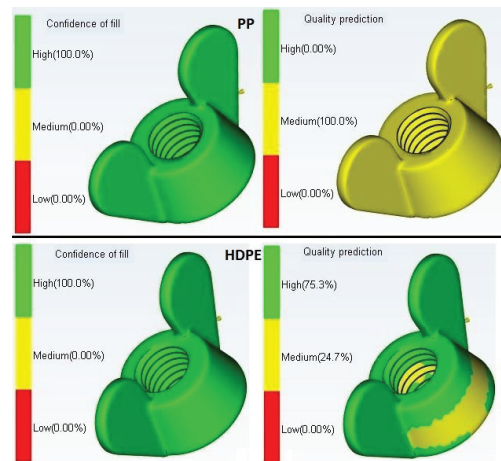 Confidence of fill
PP
Quality prediction
High(100.0%)
High(0.00%)
Medium(0.00%)
Medium(100.0%)
Low(0.00%)
Low(0.00%)
Confidence of fill
HDPE
Quality prediction
High(100.0%)
High(75.3%)
Medium(0.00%)
Medium(24.7%)
Low(0.00%)
Low(0.00%)